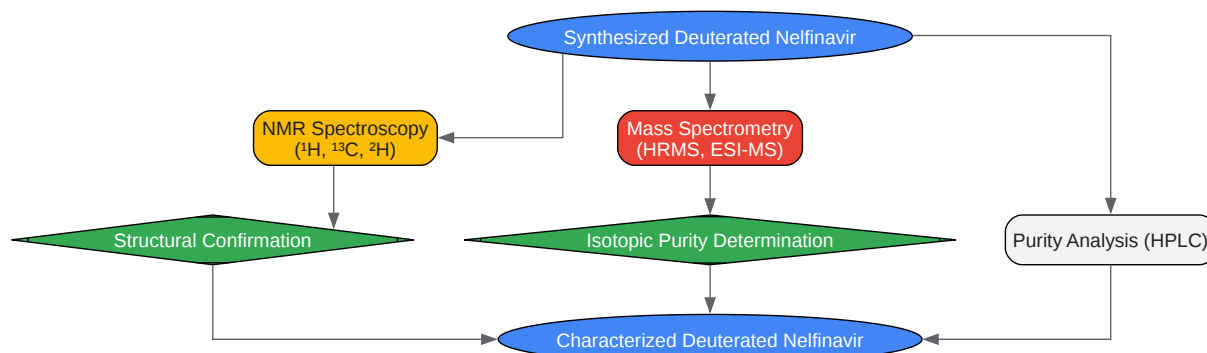 Synthesized Deuterated Nelfinavir
NMR Spectroscopy
(¹H, ¹³C, ²H)
Mass Spectrometry
(HRMS, ESI-MS)
Structural Confirmation
Isotopic Purity Determination
Purity Analysis (HPLC)
Characterized Deuterated Nelfinavir